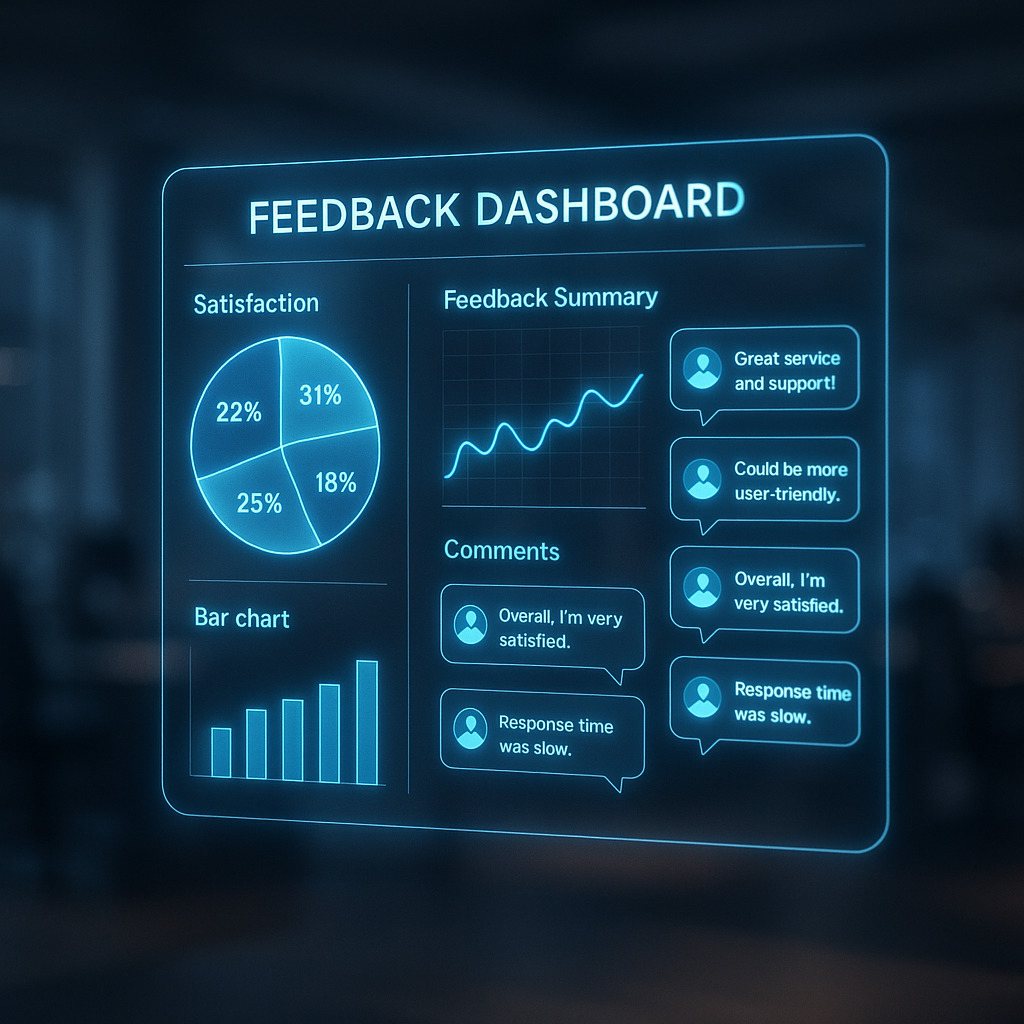 FEEDBACK DASHBOARD
Satisfaction
22%
31%
25%
18%
Bar chart
Feedback Summary
Comments
Overall, I'm very
satisfied.
Response time
was slow.
Great service
and support!
Could be more
user-triendly.
Overall, I'm
very satisfied.
Response time
was slow.